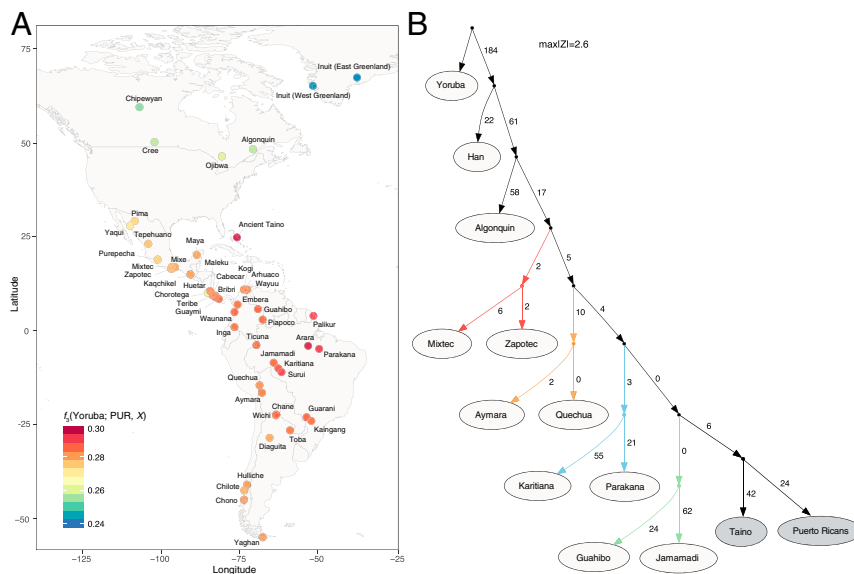 A
75
50
25
0
−25
−50
Latitude
−125
−100
−75
−50
−25
Longitude
Inuit (East Greenland)
Inuit (West Greenland)
Chipewyan
Cree
Algonquin
Ojibwa
Pima
Yaqui
Tepehuano
Purepecha
Maya
Ancient Taino
Mixtec
Mixe
Zapotec
Maleku
Kogi
Kaqchikel
Cabecar
Arhuaco
Huetar
Bribri
Wayuu
Chorotega
Teribe
Embera
Guaymi
Guahibo
Waunana
Piapoco
Palikur
Inga
Ticuna
Arara
Jamamadi
Parakana
Karitiana
Surui
Quechua
Aymara
Chane
Wichi
Guarani
Toba
Kaingang
Diaguita
Hulliche
Chilote
Chono
Yaghan
f3(Yoruba; PUR, X)
0.30
0.28
0.26
0.24
B
max|Z|=2.6
184
Yoruba
22
61
Han
58
17
Algonquin
2
5
6
2
10
4
Mixtec
Zapotec
2
0
3
0
Aymara
Quechua
55
21
0
6
Karitiana
Parakana
24
62
42
24
Taino
Puerto Ricans
Guahibo
Jamamadi